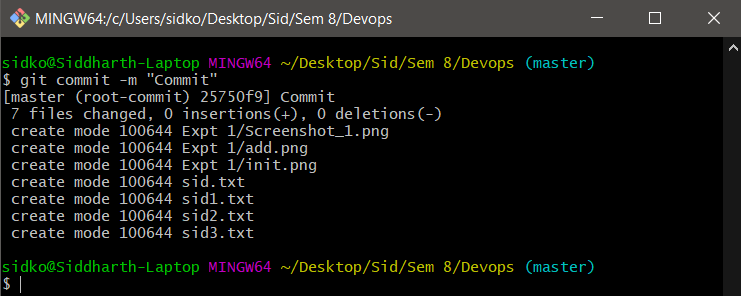 MINGW64:/c/Users/sidko/Desktop/Sid/Sem 8/Devops
sidko@Siddharth-Laptop MINGW64 ~/Desktop/Sid/Sem 8/Devops (master)
$ git commit -m "Commit"
[master (root-commit) 25750f9] Commit
 7 files changed, 0 insertions(+), 0 deletions(-)
 create mode 100644 Expt 1/Screenshot_1.png
 create mode 100644 Expt 1/add.png
 create mode 100644 Expt 1/init.png
 create mode 100644 sid.txt
 create mode 100644 sid1.txt
 create mode 100644 sid2.txt
 create mode 100644 sid3.txt
sidko@Siddharth-Laptop MINGW64 ~/Desktop/Sid/Sem 8/Devops (master)
$